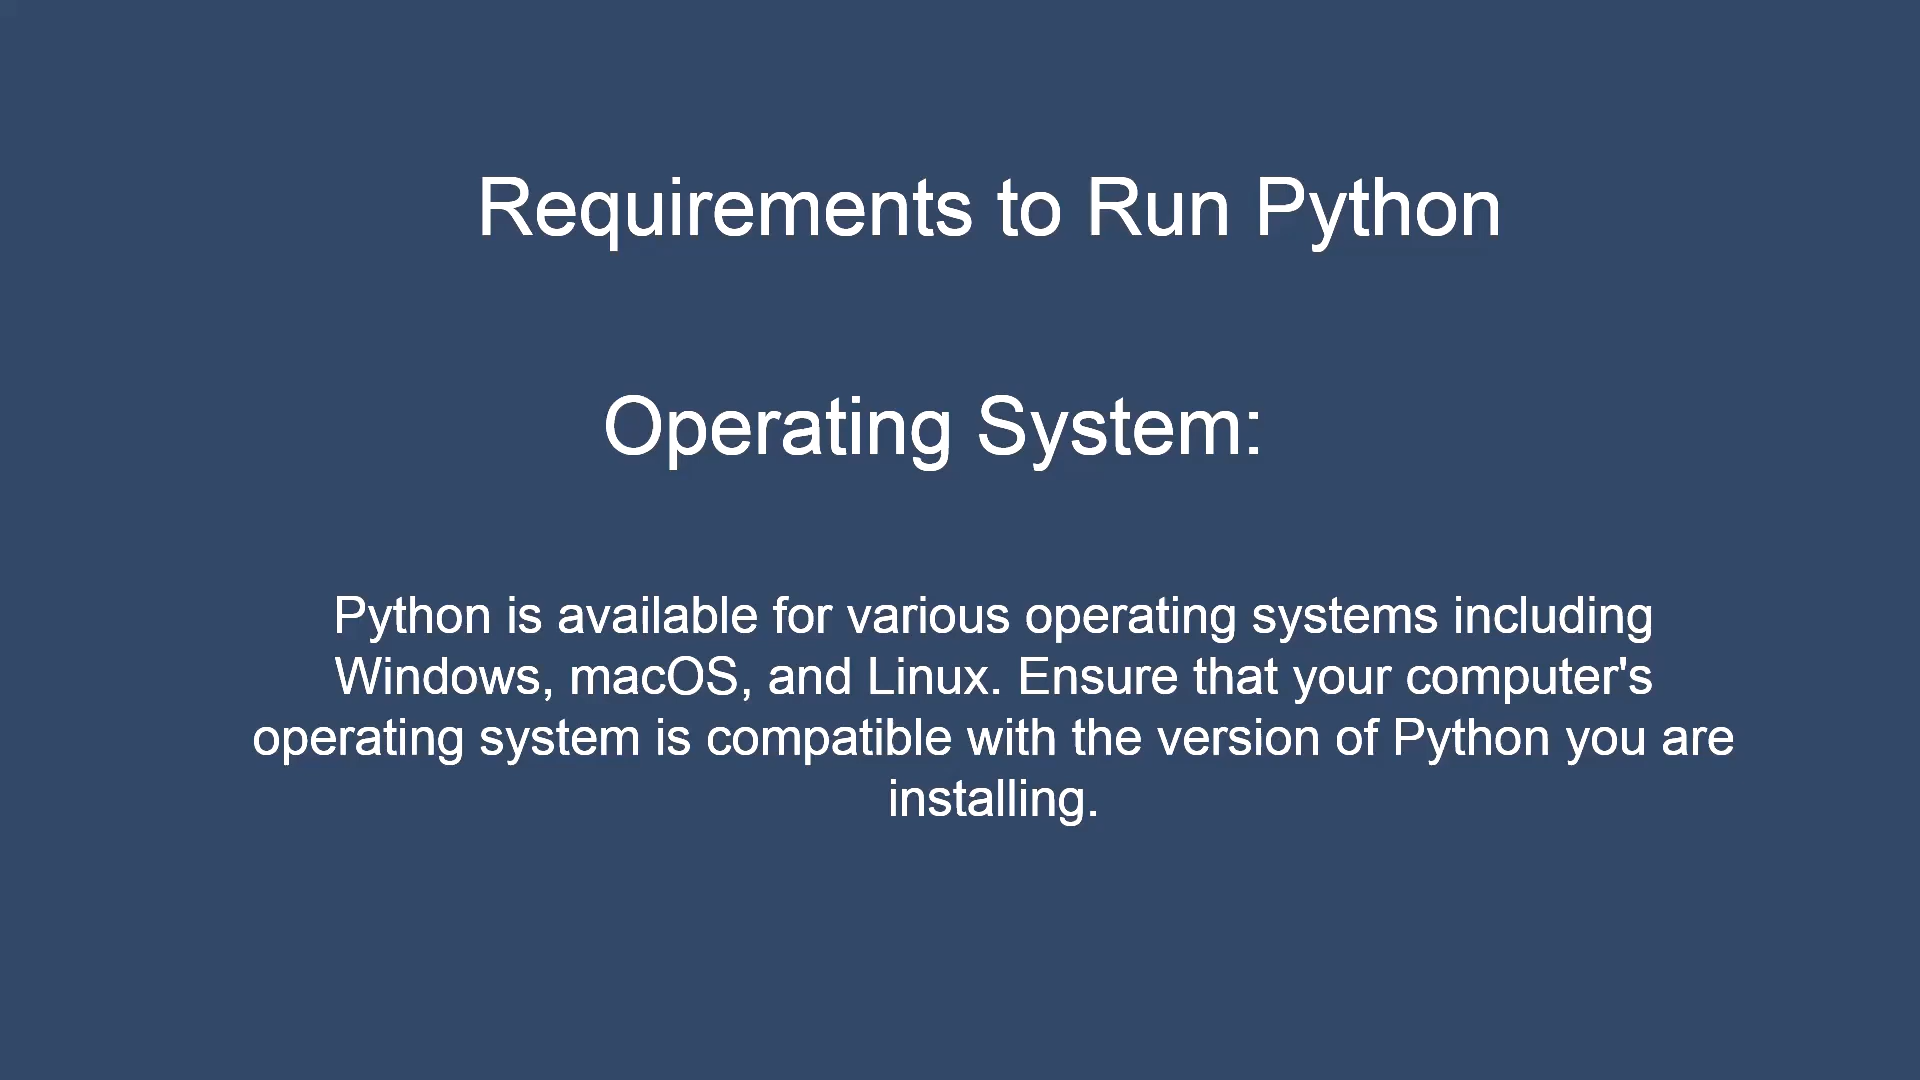 Requirements to Run Python
Operating System:
Python is available for various operating systems including
Windows, macOS, and Linux. Ensure that your computer's
operating system is compatible with the version of Python you are
installing.